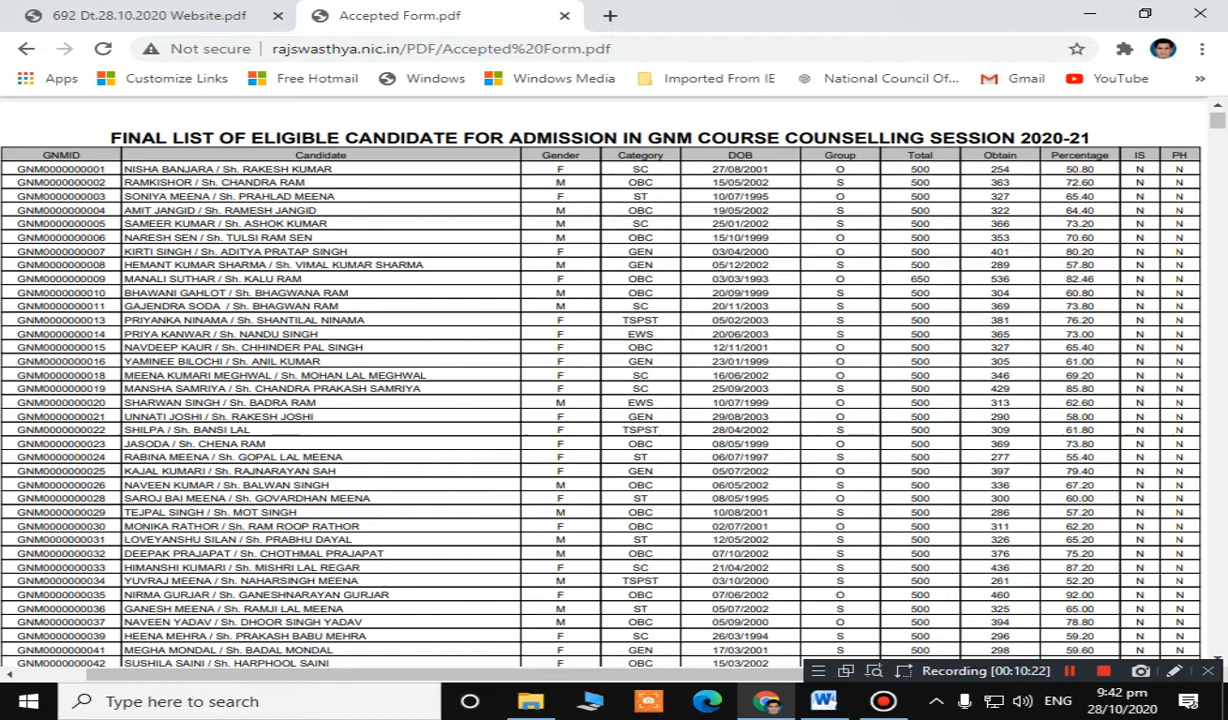 692 Dt.28.10.2020 Website.pdf
Accepted Form.pdf
Not secure
rajswasthya.nic.in/PDF/Accepted%20Form.pdf
Apps Customize Links Free Hotmail Windows Windows Media Imported From IE National Council Of... Gmail YouTube
FINAL LIST OF ELIGIBLE CANDIDATE FOR ADMISSION IN GNM COURSE COUNSELLING SESSION 2020-21
GNMID Candidate Gender Category DOB Group Total Obtain Percentage IS PH
GNM0000000001 NISHA BANJARA / Sh. RAKESH KUMAR F SC 27/08/2001 O 500 254 50.80 N N
GNM0000000002 RAMKISHOR / Sh. CHANDRA RAM M OBC 15/05/2002 S 500 363 72.60 N N
GNM0000000003 SONIYA MEENA / Sh. PRAHLAD MEENA F ST 10/07/1995 O 500 327 65.40 N N
GNM0000000004 AMIT JANGID / Sh. RAMESH JANGID M OBC 19/05/2002 S 500 322 64.40 N N
GNM0000000005 SAMEER KUMAR / Sh. ASHOK KUMAR M SC 25/01/2002 S 500 366 73.20 N N
GNM0000000006 NARESH SEN / Sh. TULSI RAM SEN M OBC 15/10/1999 O 500 353 70.60 N N
GNM0000000007 KIRTI SINGH / Sh. ADITYA PRATAP SINGH F GEN 03/04/2000 O 500 401 80.20 N N
GNM0000000008 HEMANT KUMAR SHARMA / Sh. VIMAL KUMAR SHARMA M GEN 05/12/2002 S 500 289 57.80 N N
GNM0000000009 MANALI SUTHAR / Sh. KALU RAM F OBC 03/03/1993 O 650 536 82.46 N N
GNM0000000010 BHAWANI GAHLOT / Sh. BHAGWANA RAM M OBC 20/09/1999 S 500 304 60.80 N N
GNM0000000011 GAJENDRA SODA / Sh. BHAGWAN RAM M SC 20/11/2003 S 500 369 73.80 N N
GNM0000000013 PRIYANKA NINAMA / Sh. SHANTILAL NINAMA F TSPST 05/02/2003 S 500 381 76.20 N N
GNM0000000014 PRIYA KANWAR / Sh. NANDU SINGH F EWS 20/06/2003 S 500 365 73.00 N N
GNM0000000015 NAVDEEP KAUR / Sh. CHHINDER PAL SINGH F OBC 12/11/2001 O 500 327 65.40 N N
GNM0000000016 YAMINEE BILOCHI / Sh. ANIL KUMAR F GEN 23/01/1999 O 500 305 61.00 N N
GNM0000000018 MEENA KUMARI MEGHWAL / Sh. MOHAN LAL MEGHWAL F SC 16/06/2002 O 500 346 69.20 N N
GNM0000000019 MANSHA SAMRIYA / Sh. CHANDRA PRAKASH SAMRIYA F SC 25/09/2003 S 500 429 85.80 N N
GNM0000000020 SHARWAN SINGH / Sh. BADRA RAM M EWS 10/07/1999 O 500 313 62.60 N N
GNM0000000021 UNNATI JOSHI / Sh. RAKESH JOSHI F GEN 29/08/2003 O 500 290 58.00 N N
GNM0000000022 SHILPA / Sh. BANSI LAL F TSPST 28/04/2002 S 500 309 61.80 N N
GNM0000000023 JASODA / Sh. CHENA RAM F OBC 08/05/1999 O 500 369 73.80 N N
GNM0000000024 RABINA MEENA / Sh. GOPAL LAL MEENA F ST 06/07/1997 S 500 277 55.40 N N
GNM0000000025 KAJAL KUMARI / Sh. RAJNARAYAN SAH F GEN 05/07/2002 O 500 397 79.40 N N
GNM0000000026 NAVEEN KUMAR / Sh. BALWAN SINGH M OBC 06/05/2002 S 500 336 67.20 N N
GNM0000000028 SAROJ BAI MEENA / Sh. GOVARDHAN MEENA F ST 08/05/1995 O 500 300 60.00 N N
GNM0000000029 TEJPAL SINGH / Sh. MOT SINGH M OBC 10/08/2001 S 500 286 57.20 N N
GNM0000000030 MONIKA RATHOR / Sh. RAM ROOP RATHOR F OBC 02/07/2001 O 500 311 62.20 N N
GNM0000000031 LOVEYANSHU SILAN / Sh. PRABHU DAYAL M ST 12/05/2002 S 500 326 65.20 N N
GNM0000000032 DEEPAK PRAJAPAT / Sh. CHOTHMAL PRAJAPAT M OBC 07/10/2002 S 500 376 75.20 N N
GNM0000000033 HIMANSHI KUMARI / Sh. MISHRI LAL REGAR F SC 21/04/2002 S 500 436 87.20 N N
GNM0000000034 YUVRAJ MEENA / Sh. NAHARSINGH MEENA M TSPST 03/10/2000 S 500 261 52.20 N N
GNM0000000035 NIRMA GURJAR / Sh. GANESHNARAYAN GURJAR F OBC 07/06/2002 O 500 460 92.00 N N
GNM0000000036 GANESH MEENA / Sh. RAMJI LAL MEENA M ST 05/07/2002 S 500 325 65.00 N N
GNM0000000037 NAVEEN YADAV / Sh. DHOOR SINGH YADAV M OBC 05/09/2000 O 500 394 78.80 N N
GNM0000000039 HEENA MEHRA / Sh. PRAKASH BABU MEHRA F SC 26/03/1994 S 500 296 59.20 N N
GNM0000000041 MEGHA MONDAL / Sh. BADAL MONDAL F GEN 17/03/2001 S 500 298 59.60 N N
GNM0000000042 SUSHILA SAINI / Sh. HARPHOOL SAINI F OBC 15/03/2002
Recording [00:10:22]
Type here to search
ENG
9:42 pm
28/10/2020